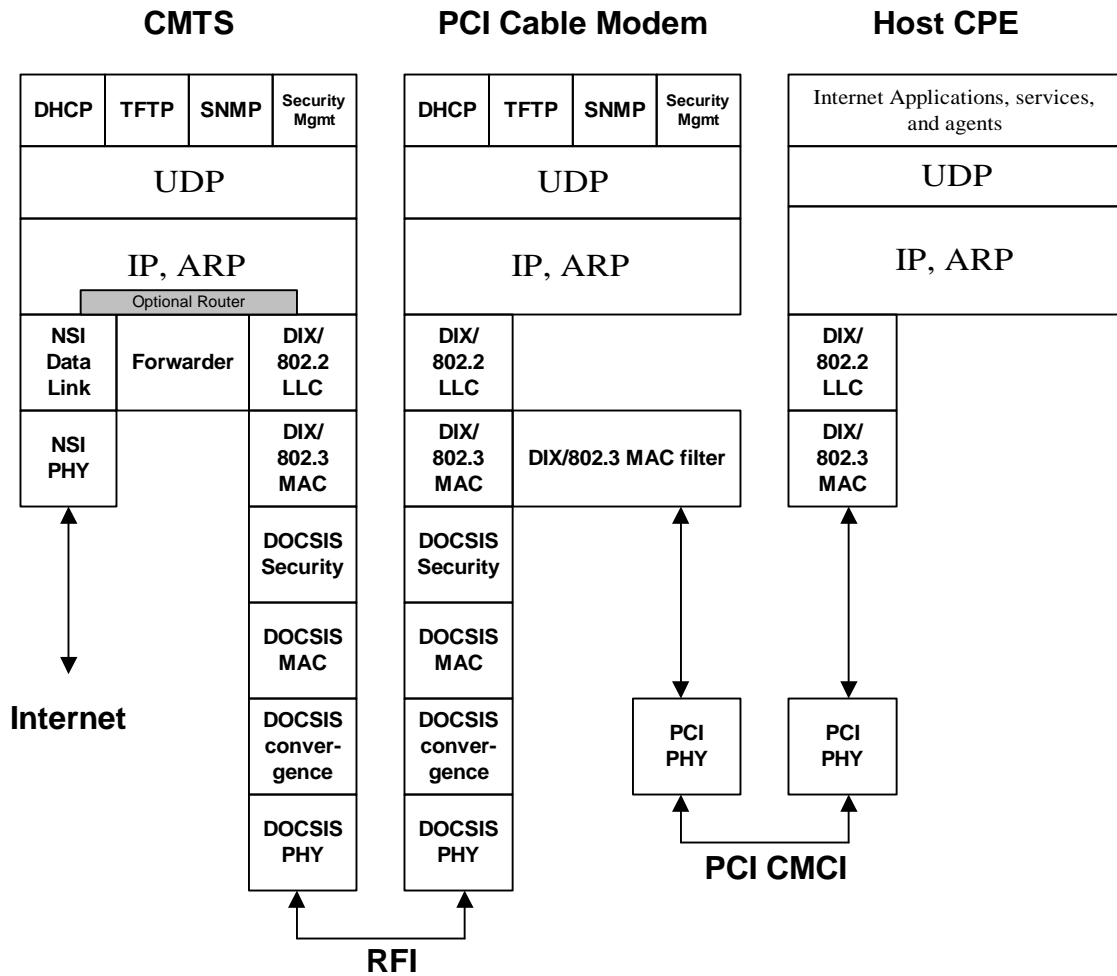 CMTS
PCI Cable Modem
Host CPE
DHCP
TFTP
SNMP
Security
Mgmt
DHCP
TFTP
SNMP
Security
Mgmt
Internet Applications, services,
and agents
UDP
UDP
UDP
IP, ARP
IP, ARP
IP, ARP
Optional Router
NSI
Data
Link
Forwarder
DIX/
802.2
LLC
DIX/
802.2
LLC
DIX/
802.2
LLC
NSI
PHY
DIX/
802.3
MAC
DIX/
802.3
MAC
DIX/802.3 MAC filter
DIX/
802.3
MAC
DOCSIS
Security
DOCSIS
Security
DOCSIS
MAC
DOCSIS
MAC
Internet
DOCSIS
conver-
gence
DOCSIS
conver-
gence
PCI
PHY
PCI
PHY
DOCSIS
PHY
DOCSIS
PHY
PCI CMCI
RFI